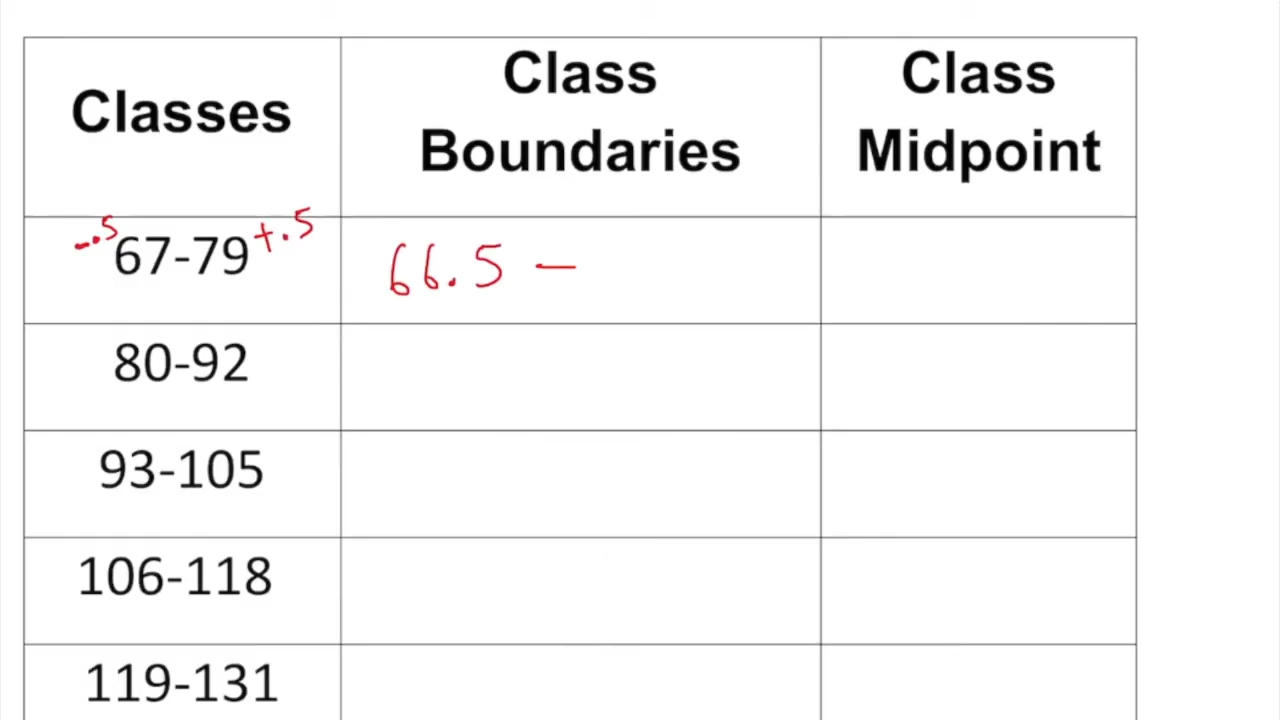 Classes
Class
Boundaries
Class
Midpoint
-.5 67-79 +.5
66.5 –
80-92
93-105
106-118
119-131